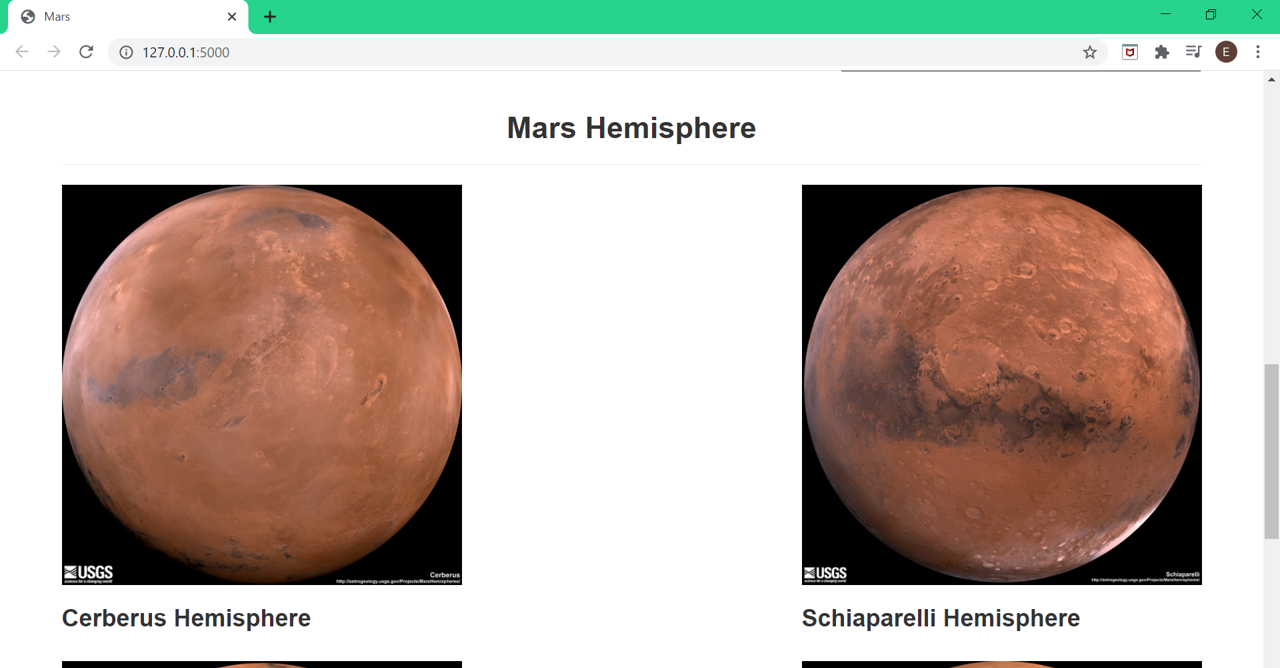 Mars
127.0.0.1:5000
E
Mars Hemisphere
USGS
science for a changing world
Cerberus
http://astrogeology.usgs.gov/Projects/MarsHemispheres/
USGS
science for a changing world
Schiaparelli
http://astrogeology.usgs.gov/Projects/MarsHemispheres/
Cerberus Hemisphere
Schiaparelli Hemisphere